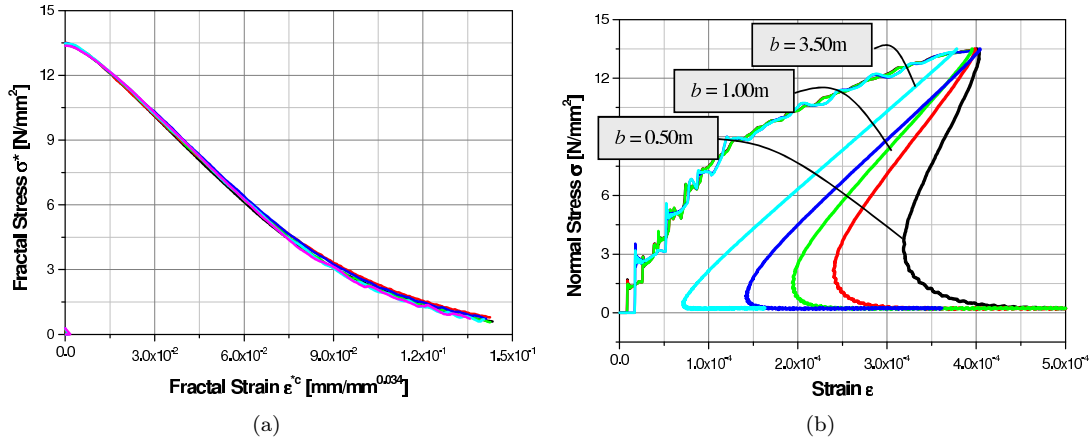 15
12
9
6
3
0
Fractal Stress σ* [N/mm²]
0.0
3.0x10⁻²
6.0x10⁻²
9.0x10⁻²
1.2x10⁻¹
1.5x10⁻¹
Fractal Strain ε*ᶜ [mm/mm⁰·⁰³⁴]
(a)
15
12
9
6
3
0
Normal Stress σ [N/mm²]
b = 3.50m
b = 1.00m
b = 0.50m
0.0
1.0x10⁻⁴
2.0x10⁻⁴
3.0x10⁻⁴
4.0x10⁻⁴
5.0x10⁻⁴
Strain ε
(b)